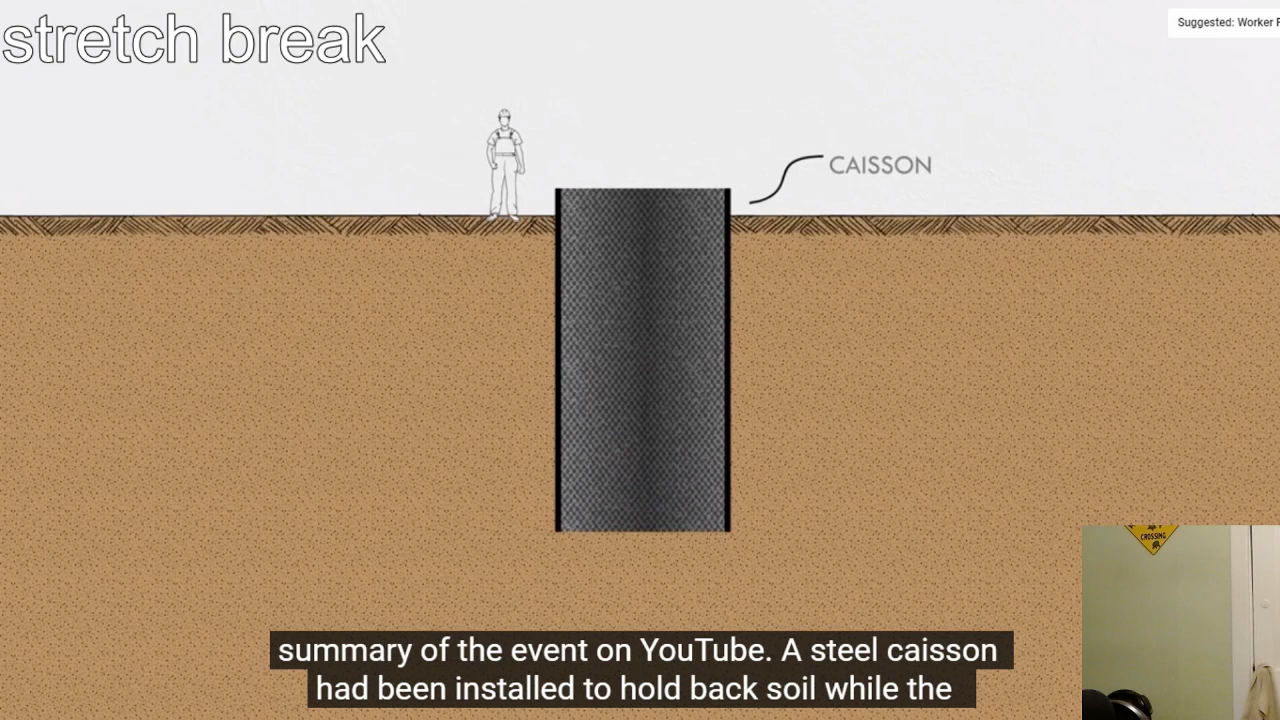 stretch break
Suggested: Worker
CAISSON
CROSSING
summary of the event on YouTube. A steel caisson
had been installed to hold back soil while the